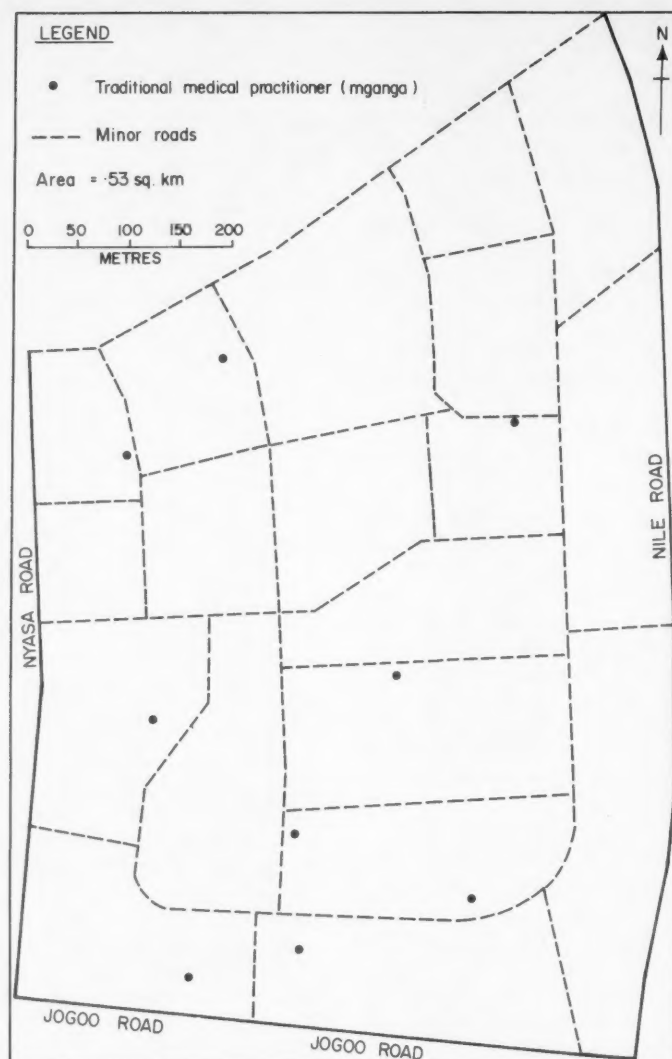 LEGEND
N
Traditional medical practitioner (mganga)
Minor roads
Area = ·53 sq. km
0 50 100 150 200
METRES
NYASA ROAD
NILE ROAD
JOGOO ROAD
JOGOO ROAD